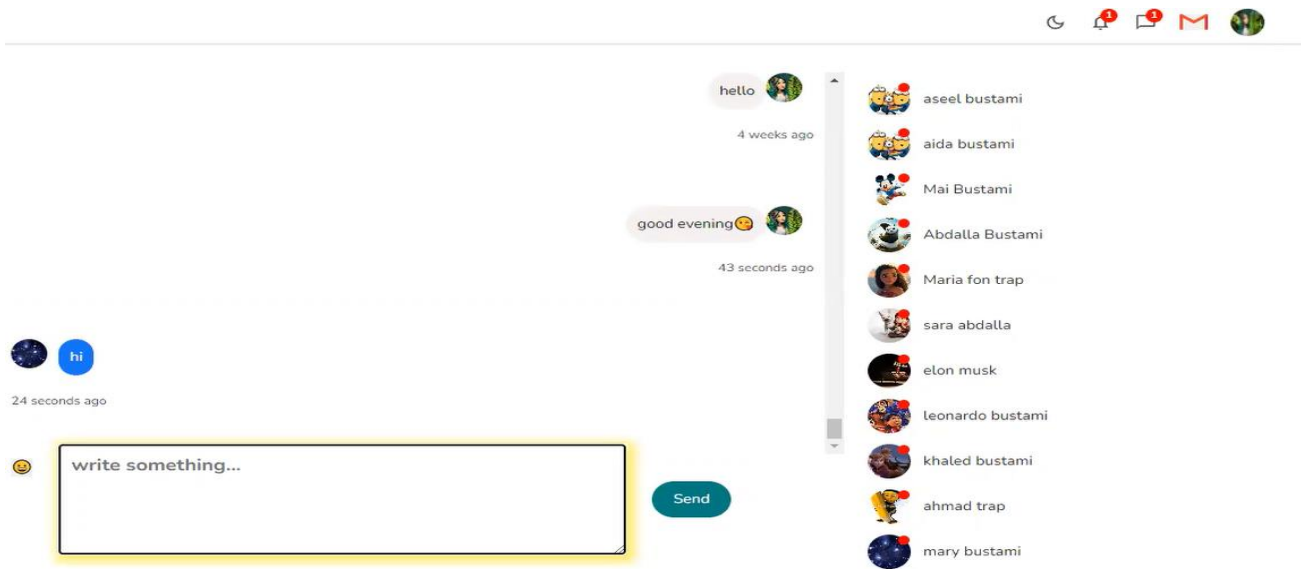 1 1
hello
4 weeks ago
good evening😘
43 seconds ago
hi
24 seconds ago
write something...
Send
aseel bustami
aida bustami
Mai Bustami
Abdalla Bustami
Maria fon trap
sara abdalla
elon musk
leonardo bustami
khaled bustami
ahmad trap
mary bustami